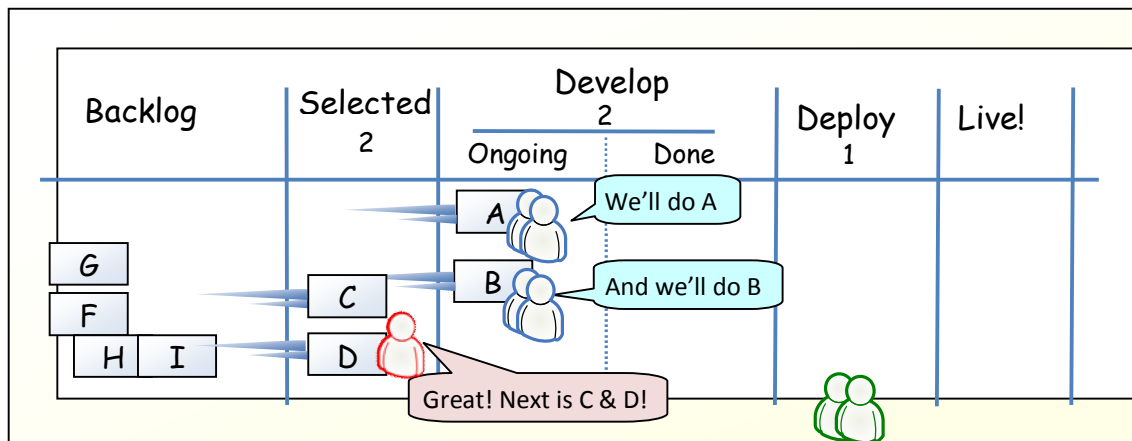 Backlog
Selected
2
Develop
2
Ongoing
Done
Deploy
1
Live!
A
We'll do A
G
B
And we'll do B
C
F
H
I
D
Great! Next is C & D!